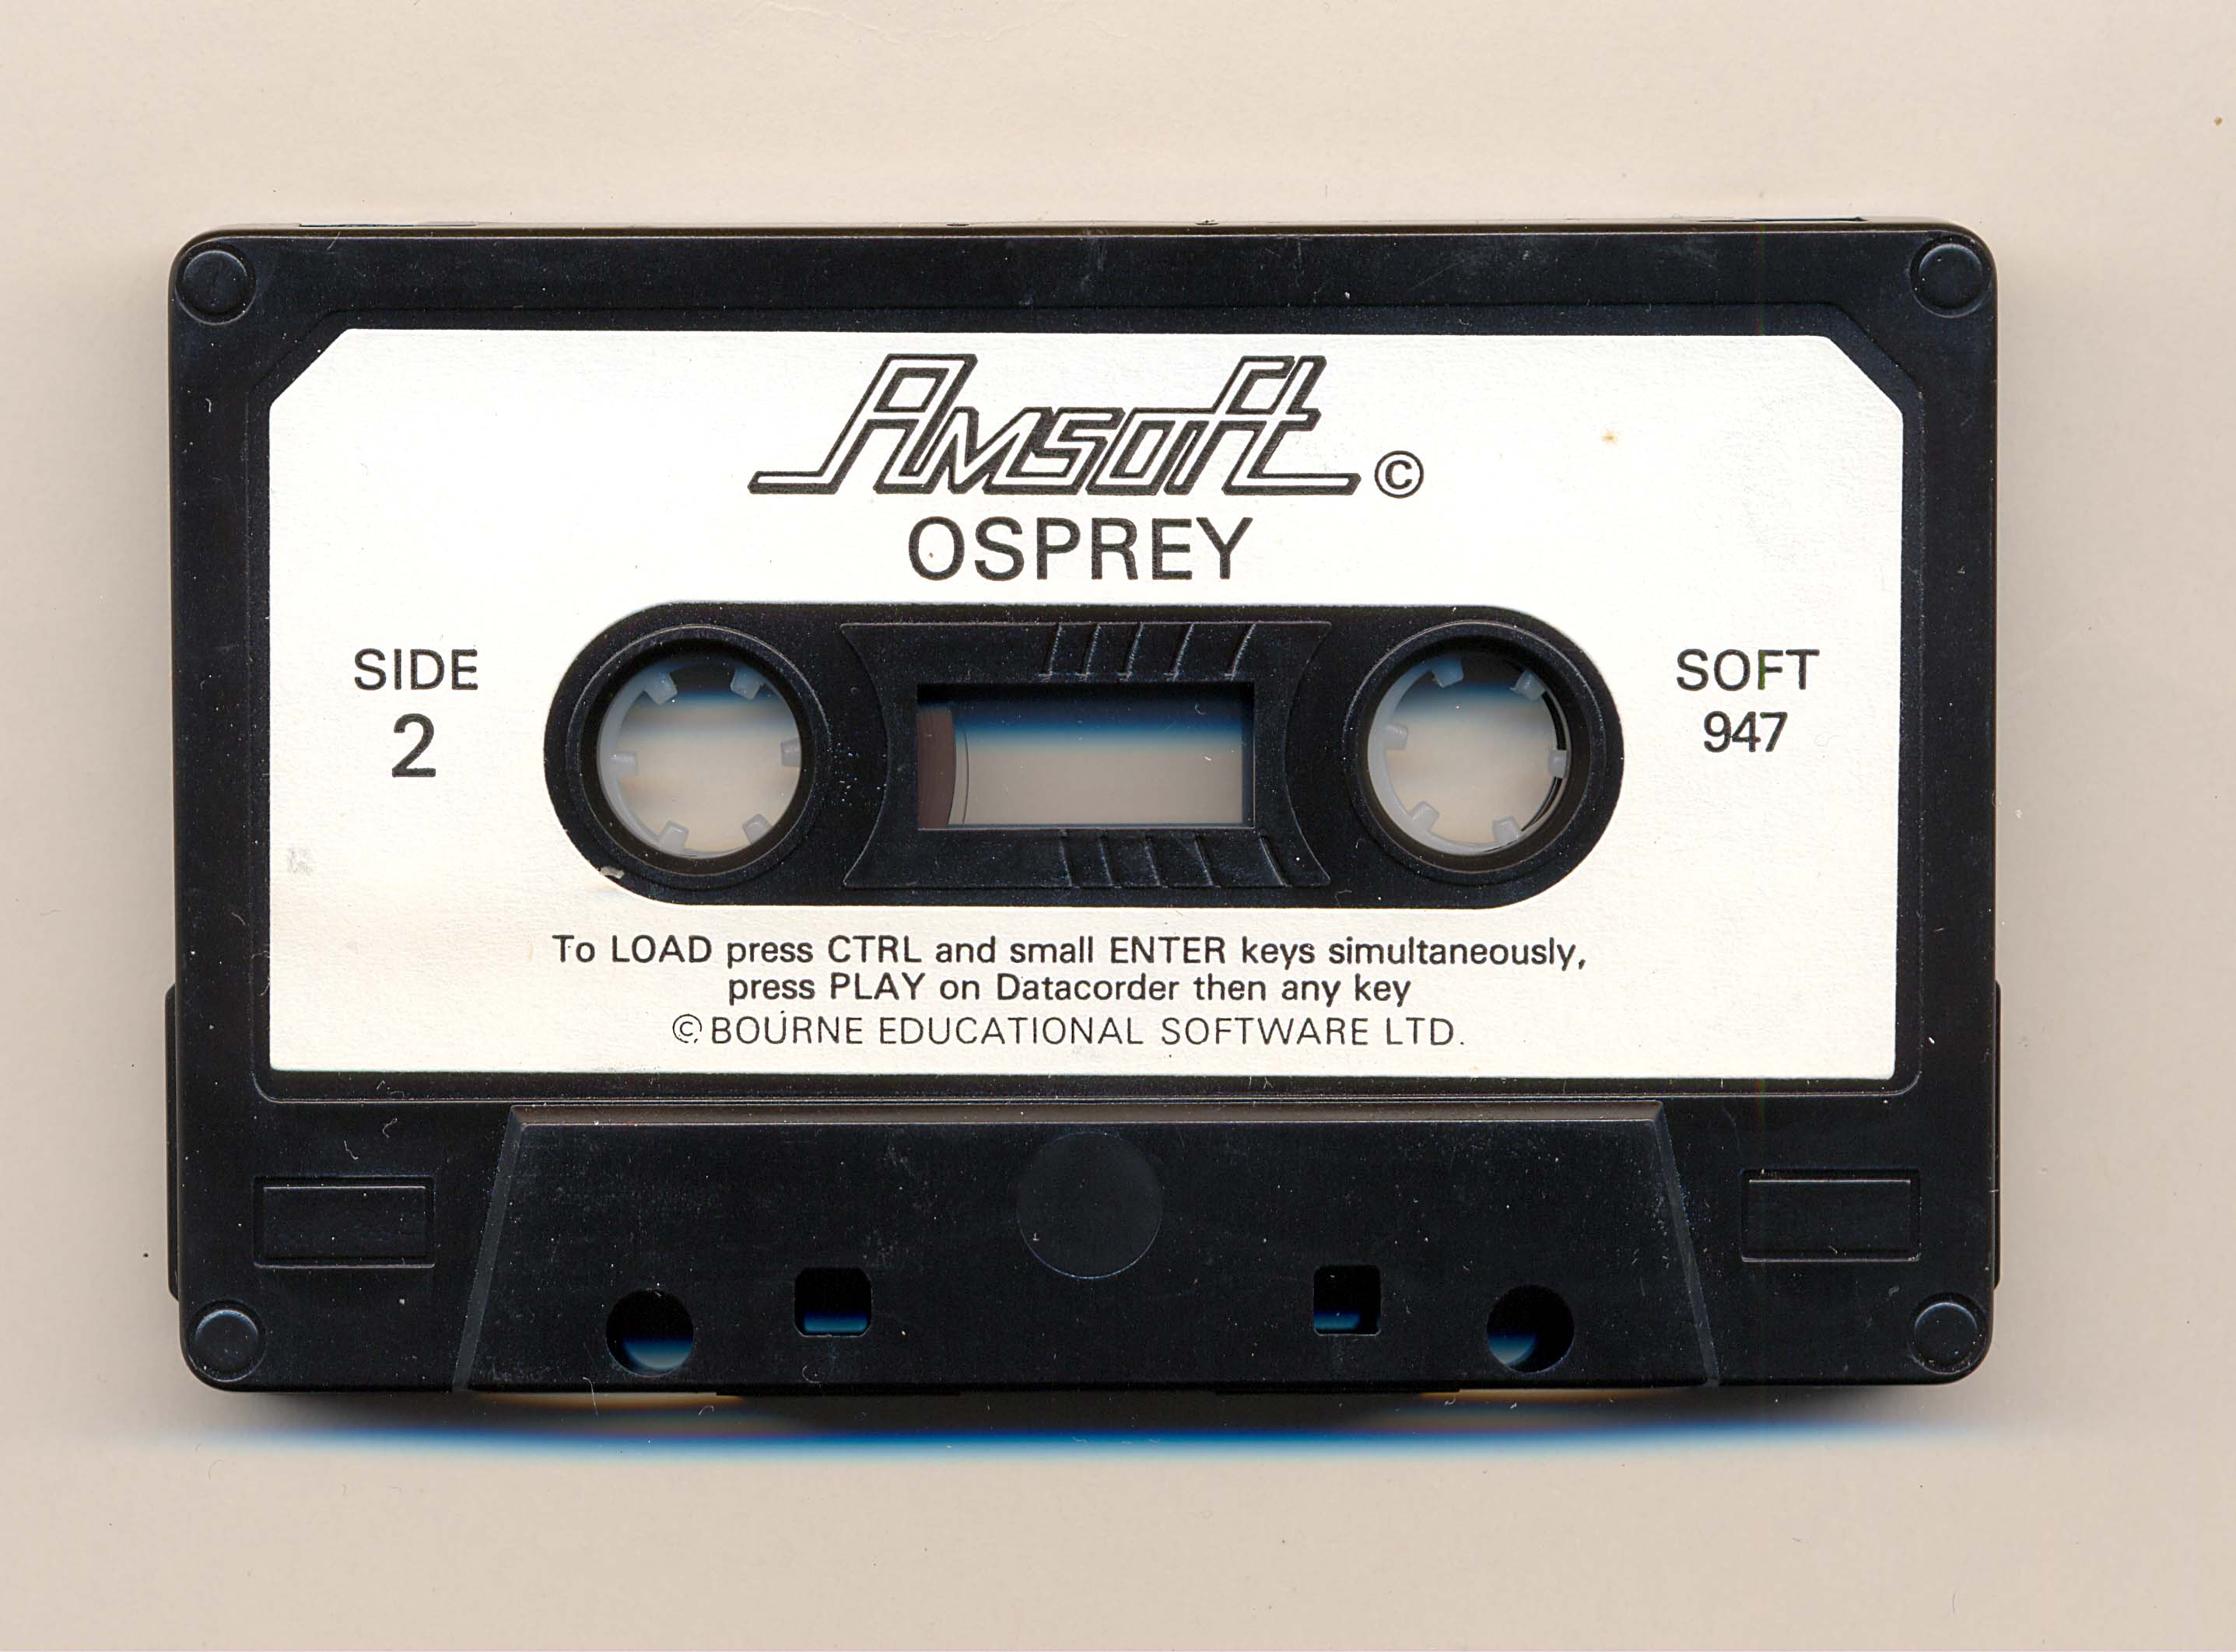 Amsoft ©
OSPREY
SIDE
2
SOFT
947
To LOAD press CTRL and small ENTER keys simultaneously,
press PLAY on Datacorder then any key
© BOURNE EDUCATIONAL SOFTWARE LTD.